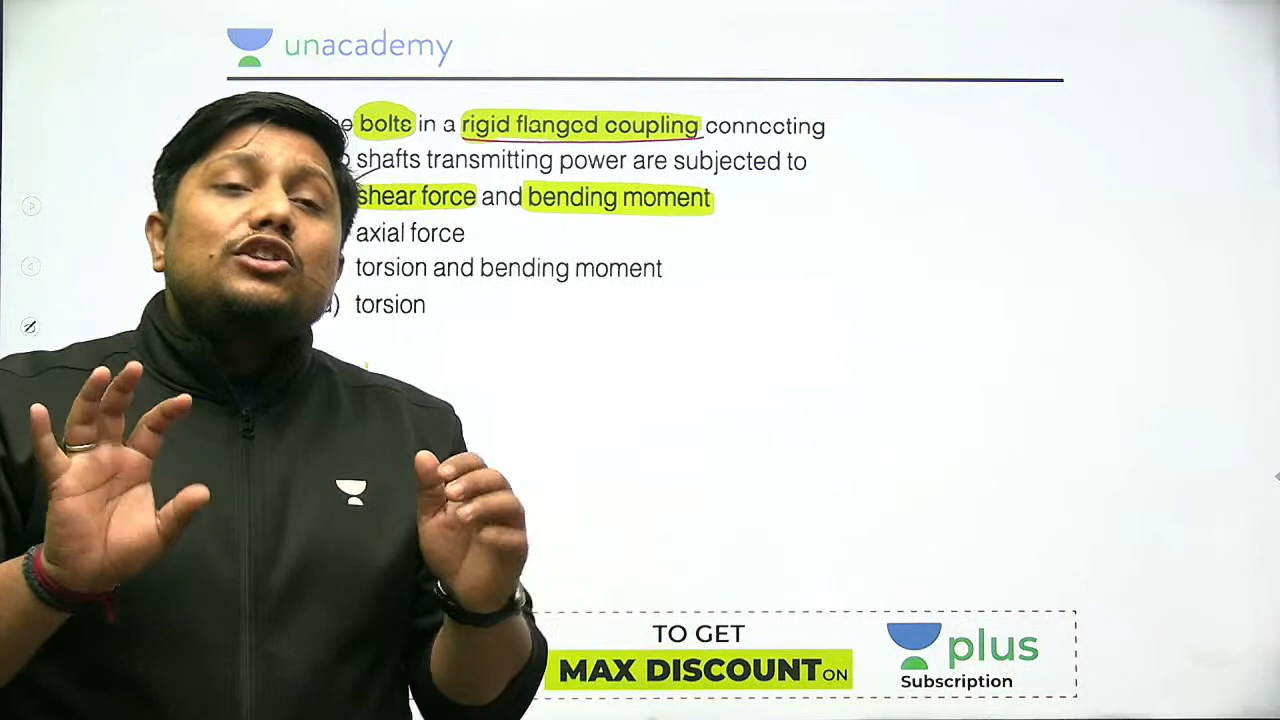 unacademy
bolts in a rigid flanged coupling connecting
shafts transmitting power are subjected to
shear force and bending moment
axial force
torsion and bending moment
) torsion
TO GET
MAX DISCOUNT ON
plus
Subscription